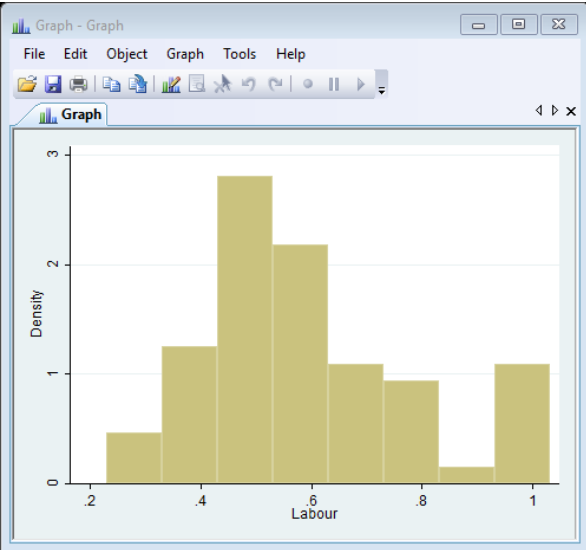 Graph - Graph
File Edit Object Graph Tools Help
Graph
3
2
1
0
Density
.2 .4 .6 .8 1
Labour